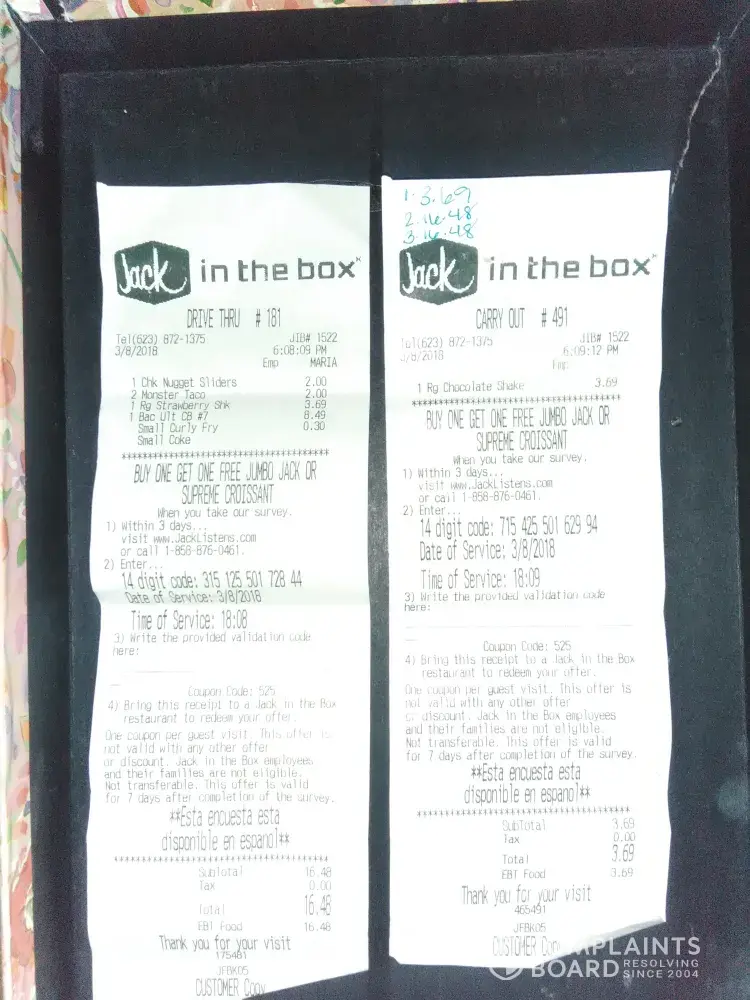 Jack in the box
DRIVE THRU # 181
Tel(623) 872-1375 JIB# 1522
3/8/2018 6:08:09 PM
Emp MARIA
1 Chk Nugget Sliders 2.00
2 Monster Taco 2.00
1 Rg Strawberry Shk 3.69
1 Bac Ult CB #7 8.49
Small Curly Fry 0.30
Small Coke
BUY ONE GET ONE FREE JUMBO JACK OR
SUPREME CROISSANT
When you take our survey.
1) Within 3 days...
visit www.JackListens.com
or call 1-858-876-0461.
2) Enter...
14 digit code: 315 125 501 728 44
Date of Service: 3/8/2018
Time of Service: 18:08
3) Write the provided validation code
here:
Coupon Code: 525
4) Bring this receipt to a Jack in the Box
restaurant to redeem your offer.
One coupon per guest visit. This offer is
not valid with any other offer
or discount. Jack in the Box employees
and their families are not eligible.
Not transferable. This offer is valid
for 7 days after completion of the survey.
**Esta encuesta esta
disponible en espanol**
Subtotal 16.48
Tax 0.00
Total 16.48
EBT Food 16.48
Thank you for your visit
175481
JFBK05
CUSTOMER Copy
1. 3.69
2. 16.48
3. 16.48
Jack in the box
CARRY OUT # 491
Tel(623) 872-1375 JIB# 1522
3/8/2018 6:09:12 PM
Emp
1 Rg Chocolate Shake 3.69
BUY ONE GET ONE FREE JUMBO JACK OR
SUPREME CROISSANT
When you take our survey.
1) Within 3 days...
visit www.JackListens.com
or call 1-858-876-0461.
2) Enter...
14 digit code: 715 425 501 629 94
Date of Service: 3/8/2018
Time of Service: 18:09
3) Write the provided validation code
here:
Coupon Code: 525
4) Bring this receipt to a Jack in the Box
restaurant to redeem your offer.
One coupon per guest visit. This offer is
not valid with any other offer
or discount. Jack in the Box employees
and their families are not eligible.
Not transferable. This offer is valid
for 7 days after completion of the survey.
**Esta encuesta esta
disponible en espanol**
SubTotal 3.69
Tax 0.00
Total 3.69
EBT Food 3.69
Thank you for your visit
465491
JFBK05
CUSTOMER Copy
COMPLAINTS
BOARD RESOLVING
SINCE 2004